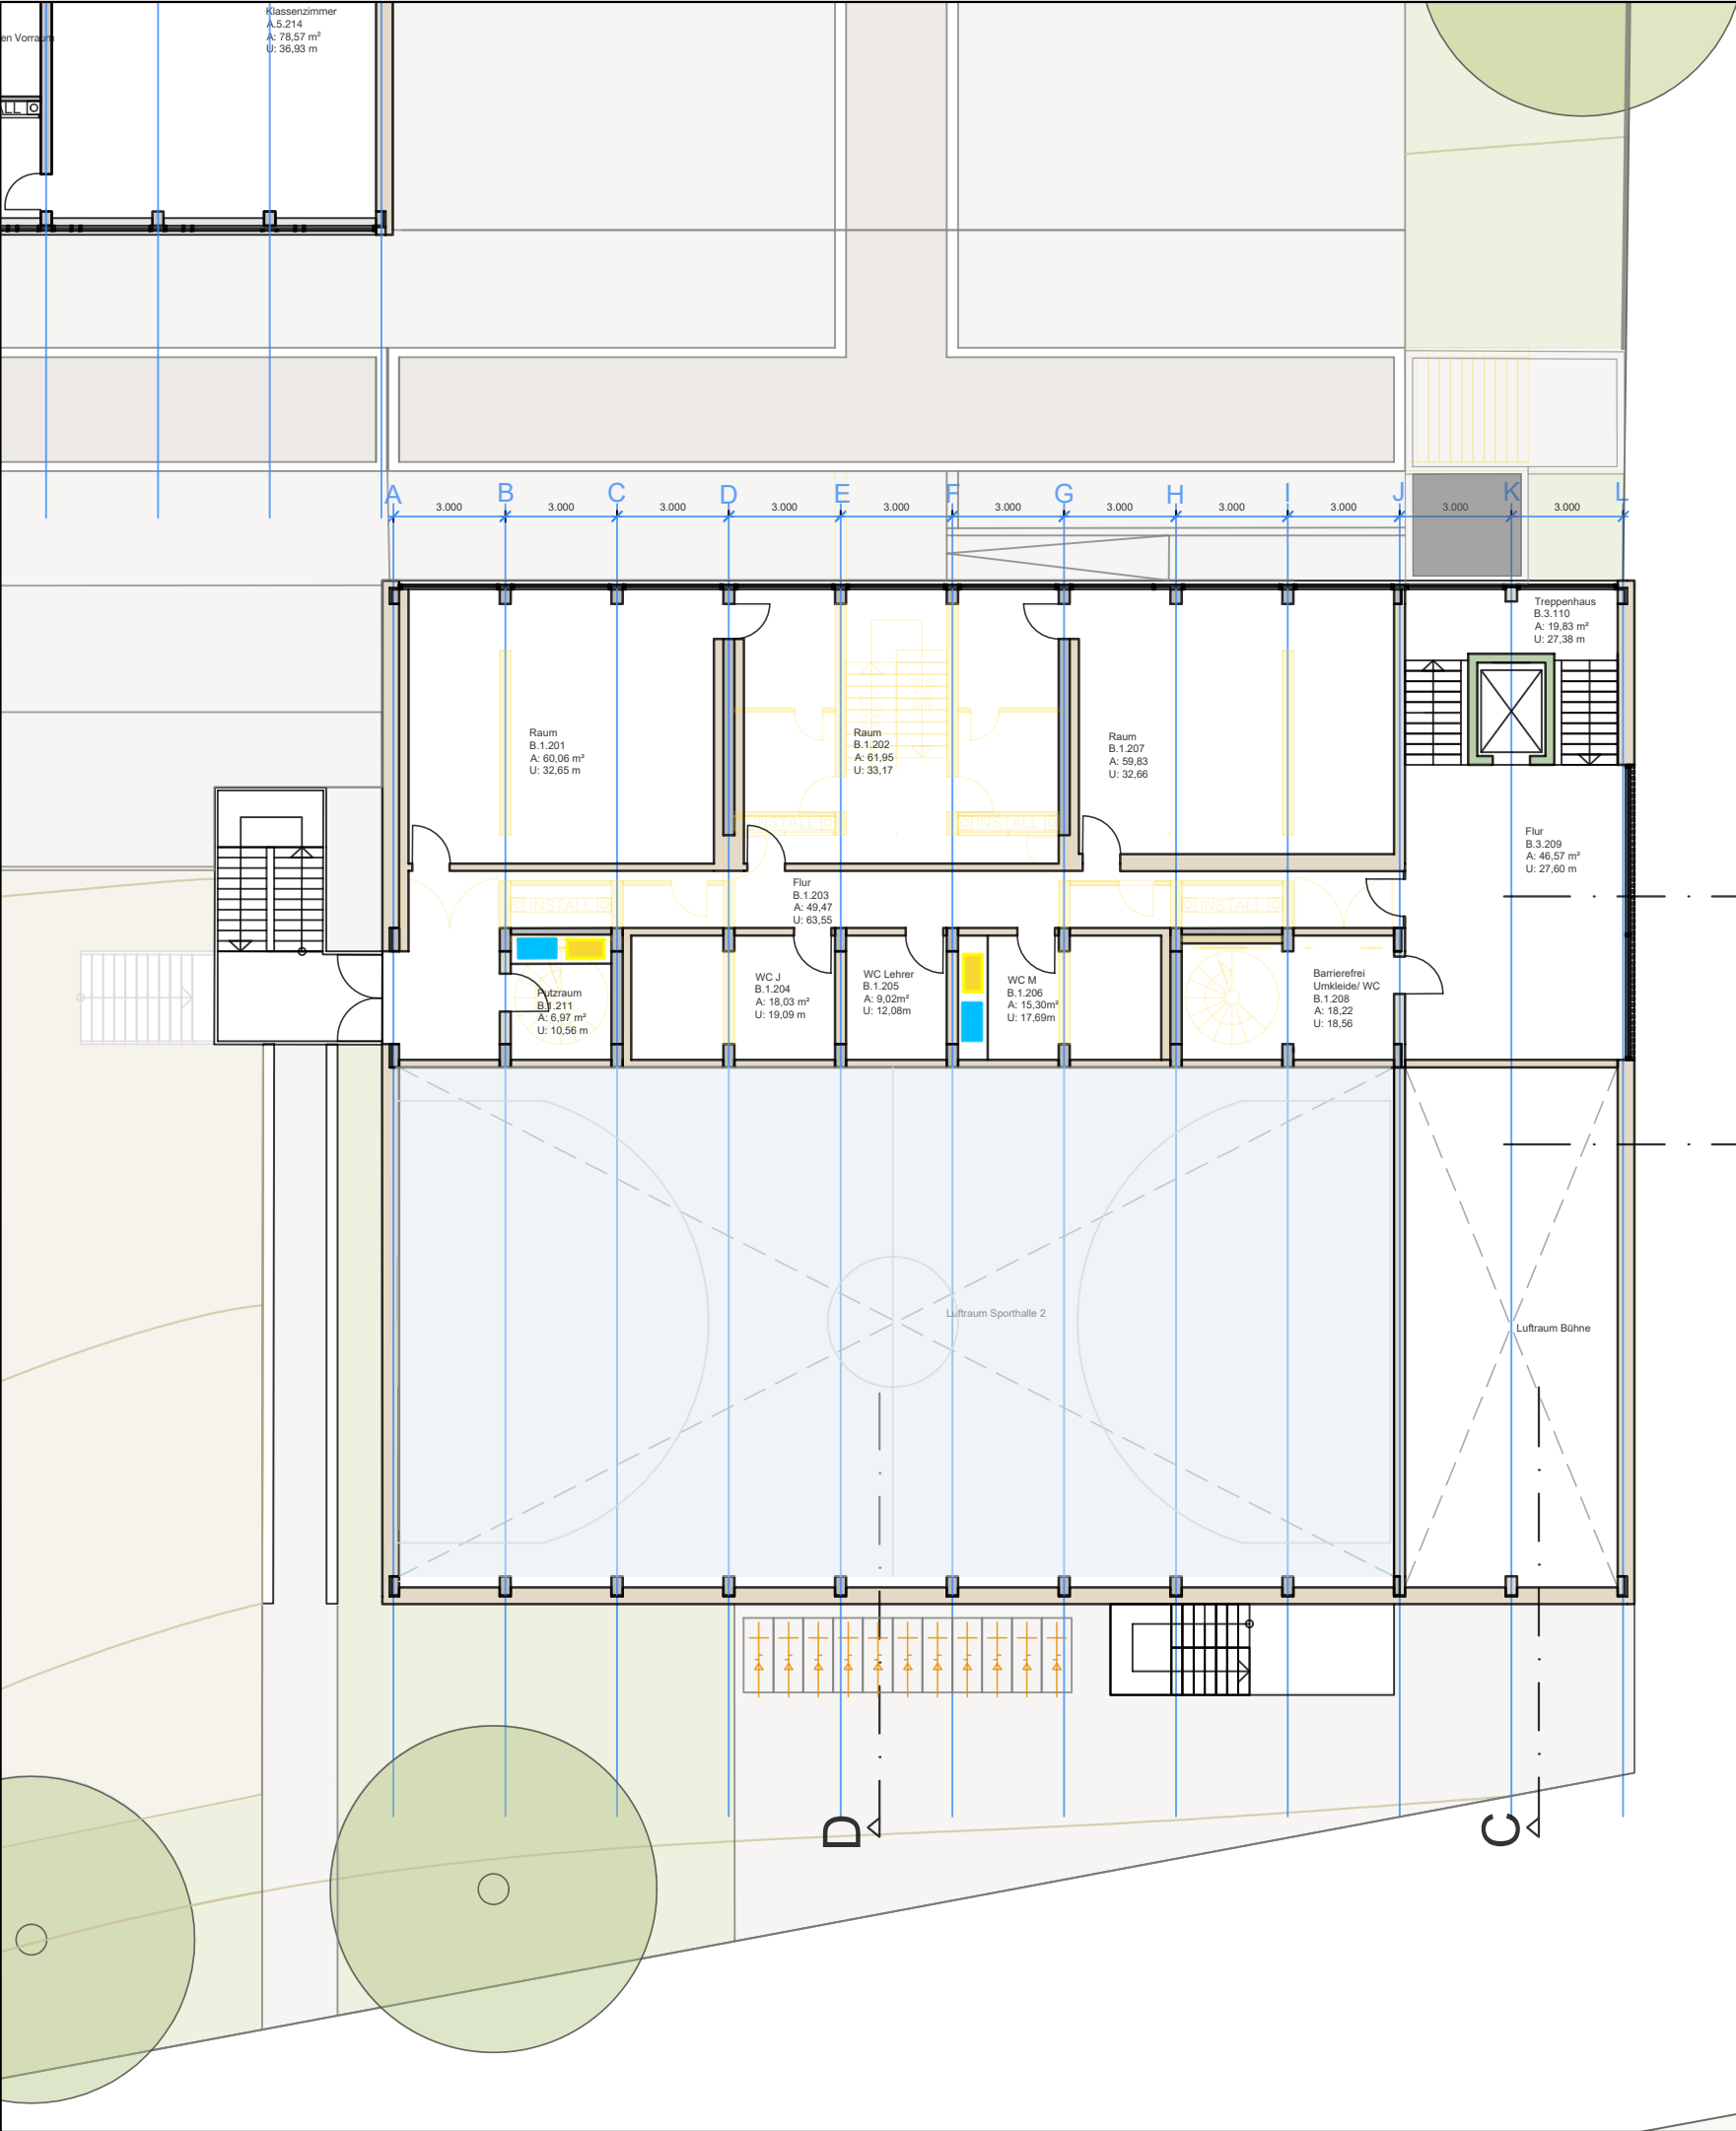 Klassenzimmer
A.5.214
A: 78,57 m²
U: 36,93 m
en Vorraum
ALL
A B C D E F G H I J K L
3.000 3.000 3.000 3.000 3.000 3.000 3.000 3.000 3.000 3.000 3.000
Treppenhaus
B.3.110
A: 19,83 m²
U: 27,38 m
Raum
B.1.201
A: 60,06 m²
U: 32,65 m
Raum
B.1.202
A: 61,95
U: 33,17
Raum
B.1.207
A: 59,83
U: 32,66
INSTALL
INSTALL
Flur
B.3.209
A: 46,57 m²
U: 27,60 m
Flur
B.1.203
A: 49,47
U: 63,55
INSTALL
INSTALL
Putzraum
B.1.211
A: 6,97 m²
U: 10,56 m
WC J
B.1.204
A: 18,03 m²
U: 19,09 m
WC Lehrer
B.1.205
A: 9,02m²
U: 12,08m
WC M
B.1.206
A: 15,30m²
U: 17,69m
Barrierefrei
Umkleide/ WC
B.1.208
A: 18,22
U: 18,56
Luftraum Sporthalle 2
Luftraum Bühne
D
C